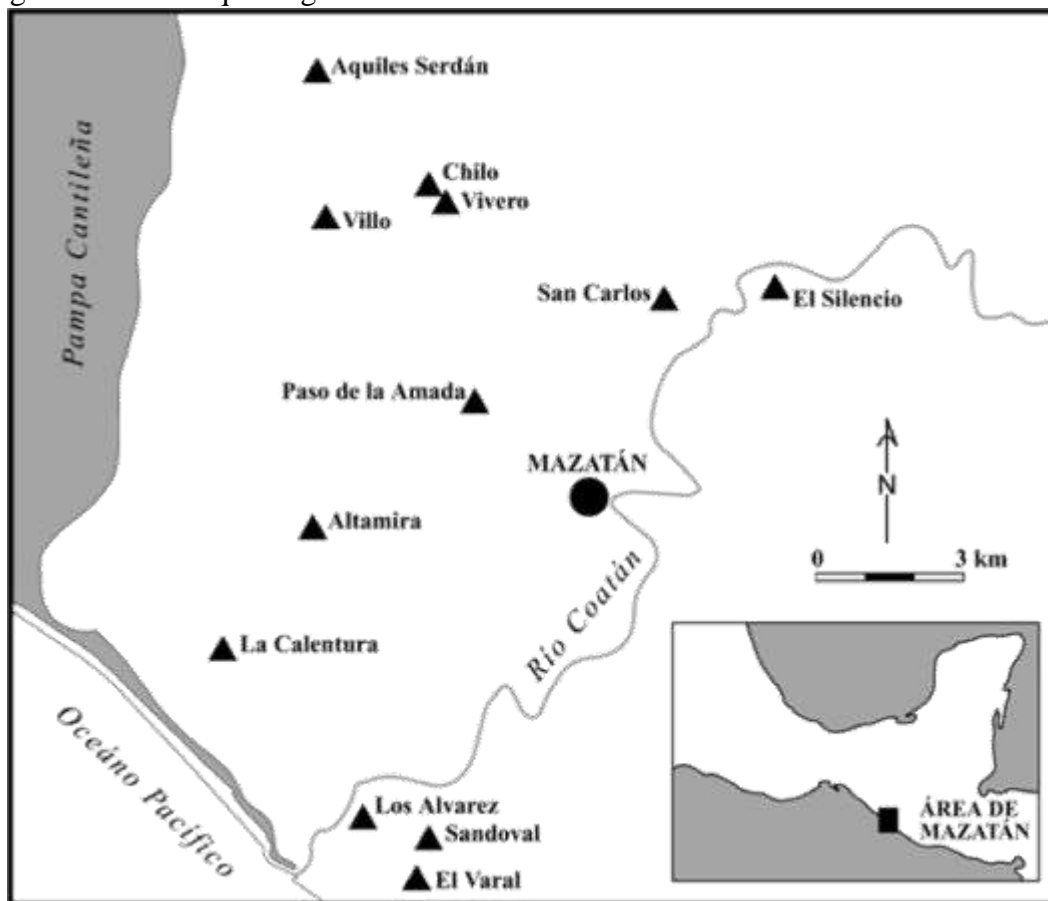 Aquiles Serdán
Chilo
Vivero
Villo
Pampa Cantileña
San Carlos
El Silencio
Paso de la Amada
MAZATÁN
N
Altamira
0 3 km
Río Coatán
La Calentura
Oceáno Pacífico
Los Alvarez
Sandoval
El Varal
ÁREA DE
MAZATÁN